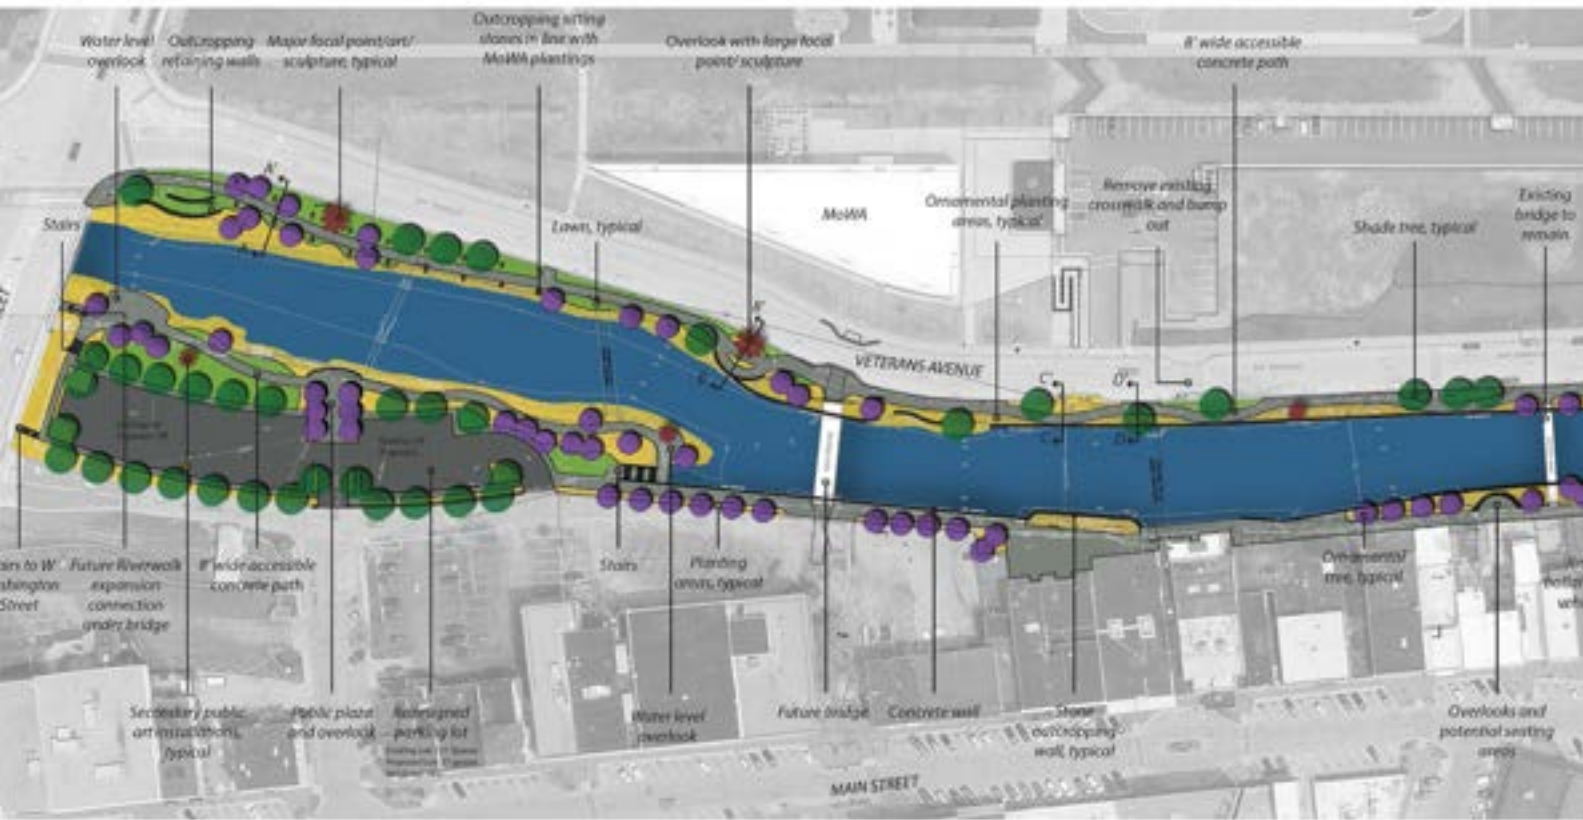 Water level
overlook
Outcropping
retaining walls
Major focal point/art/
sculpture, typical
Outcropping sitting
stones in line with
MoWA plantings
Overlook with large focal
point/ sculpture
8' wide accessible
concrete path
Stairs
A'
Lawn, typical
MoWA
Ornamental planting
areas, typical
Remove existing
crosswalk and bump
out
Shade tree, typical
Existing
bridge to
remain
B'
VETERANS AVENUE
C'
D'
C
D
Stairs to W
Street
Future Riverwalk
expansion
connection
under bridge
8' wide accessible
concrete path
Stairs
Planting
areas, typical
Ornamental
tree, typical
Secondary public
art installations,
typical
Public plaza
and overlook
Redesigned
parking lot
Water level
overlook
Future bridge
Concrete wall
Stone
outcropping
wall, typical
Overlooks and
potential seating
areas
MAIN STREET